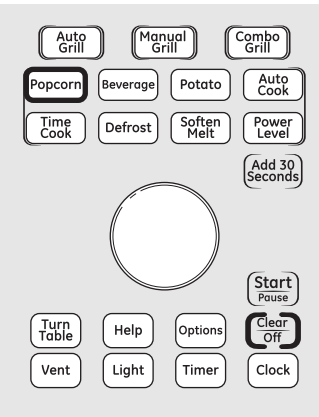 Auto
Grill
Manual
Grill
Combo
Grill
Popcorn
Beverage
Potato
Auto
Cook
Time
Cook
Defrost
Soften
Melt
Power
Level
Add 30
Seconds
Start
Pause
Turn
Table
Help
Options
Clear
Off
Vent
Light
Timer
Clock